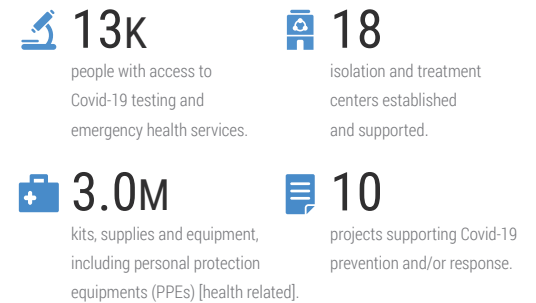 13K
people with access to
Covid-19 testing and
emergency health services.
18
isolation and treatment
centers established
and supported.
3.0M
kits, supplies and equipment,
including personal protection
equipments (PPEs) [health related].
10
projects supporting Covid-19
prevention and/or response.